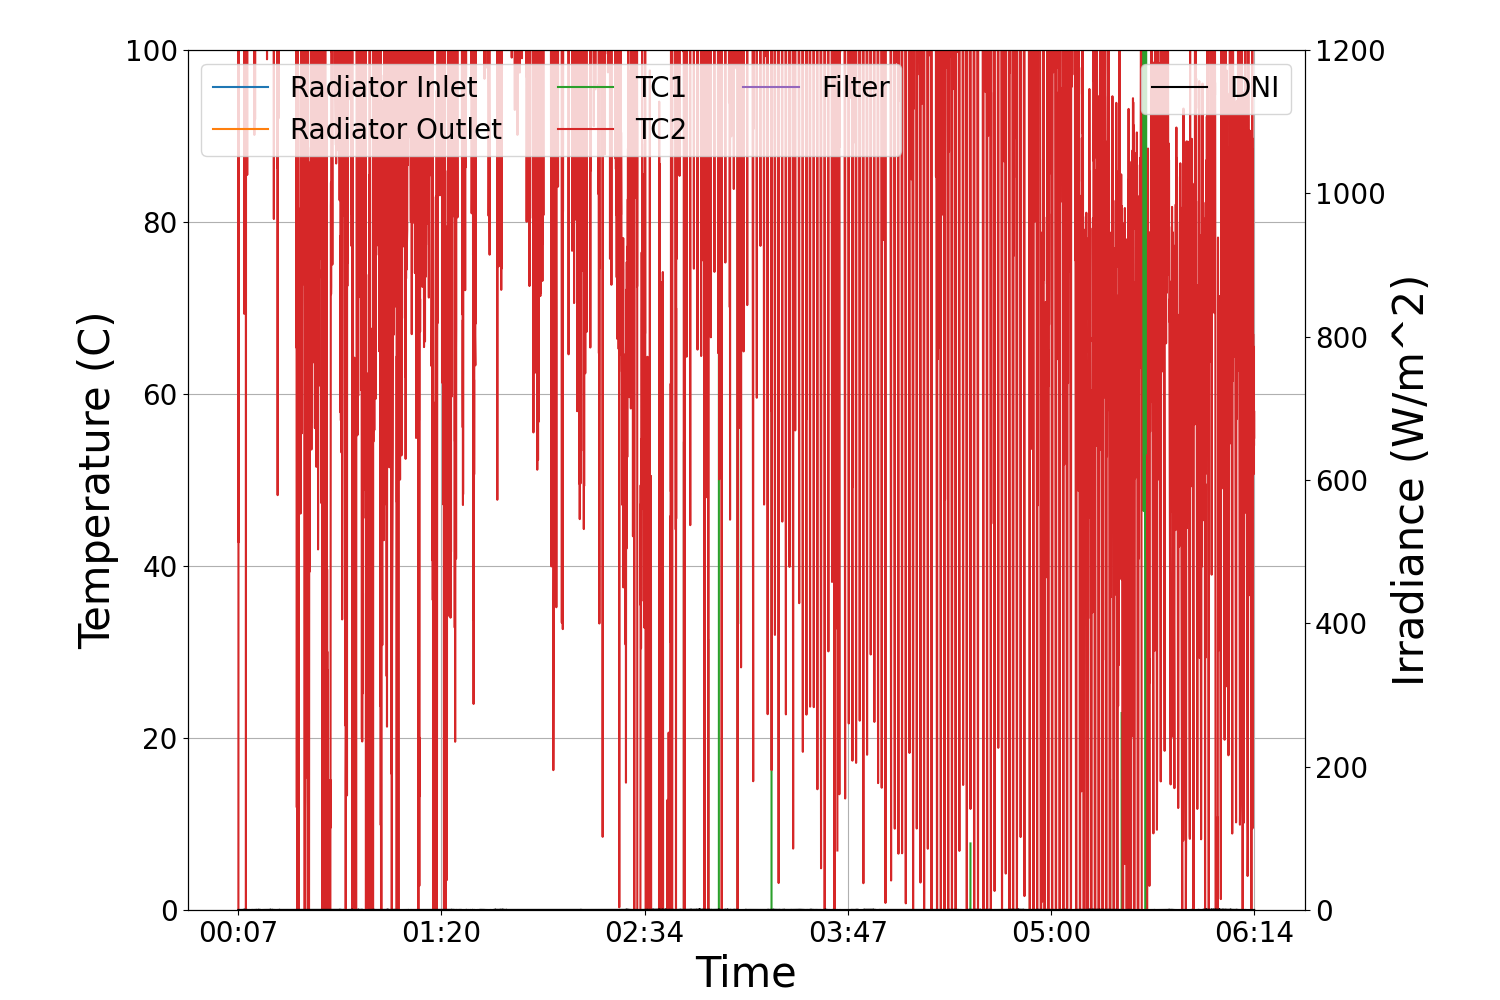 100
80
60
40
20
0
Temperature (C)
Radiator Inlet
Radiator Outlet
TC1
TC2
Filter
DNI
1200
1000
800
600
400
200
0
Irradiance (W/m^2)
00:07 01:20 02:34 03:47 05:00 06:14
Time